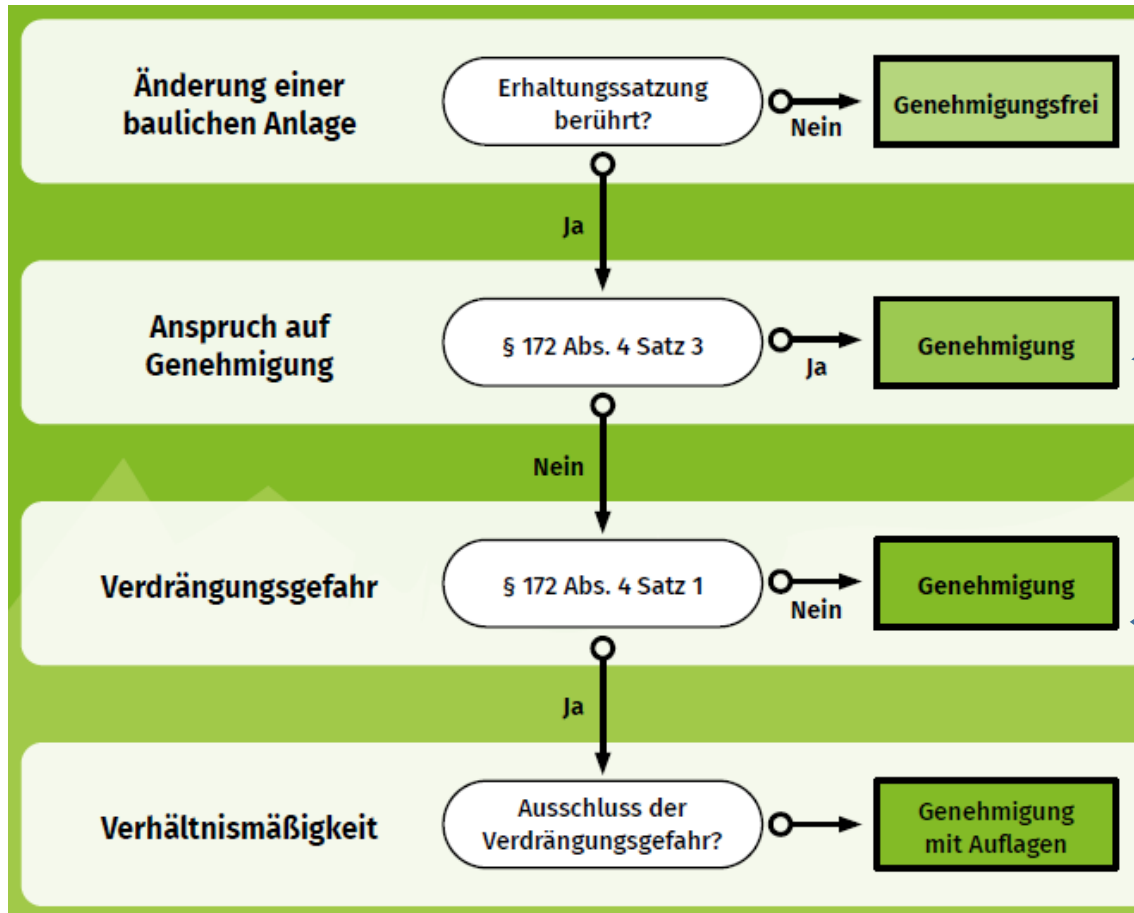 Änderung einer
baulichen Anlage
Erhaltungssatzung
berührt?
Nein
Genehmigungsfrei
Ja
Anspruch auf
Genehmigung
§ 172 Abs. 4 Satz 3
Ja
Genehmigung
Nein
Verdrängungsgefahr
§ 172 Abs. 4 Satz 1
Nein
Genehmigung
Ja
Verhältnismäßigkeit
Ausschluss der
Verdrängungsgefahr?
Genehmigung
mit Auflagen